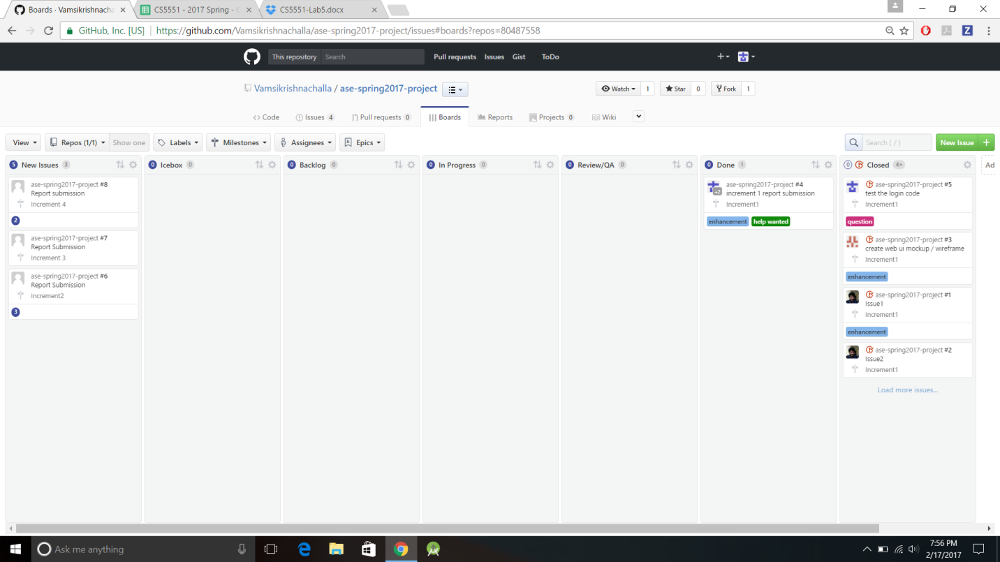 Boards · Vamsikrishnacha
CS5551 - 2017 Spring -
CS5551-Lab5.docx
GitHub, Inc. [US]
https://github.com/Vamsikrishnachalla/ase-spring2017-project/issues#boards?repos=80487558
This repository Search Pull requests Issues Gist ToDo
Vamsikrishnachalla / ase-spring2017-project
Watch 1 Star 0 Fork 1
Code Issues 4 Pull requests 0 Boards Reports Projects 0 Wiki
View Repos (1/1) Show one Labels Milestones Assignees Epics Search ( / ) New Issue +
5 New Issues 3
ase-spring2017-project #8
Report submission
Increment 4
2
ase-spring2017-project #7
Report Submission
Increment 3
ase-spring2017-project #6
Report Submission
Increment2
3
0 Icebox 0
0 Backlog 0
0 In Progress 0
0 Review/QA 0
0 Done 1
+2
ase-spring2017-project #4
increment 1 report submission
Increment1
enhancement help wanted
0 Closed 4+
ase-spring2017-project #5
test the login code
Increment1
question
ase-spring2017-project #3
create web ui mockup / wireframe
Increment1
enhancement
ase-spring2017-project #1
Issue1
Increment1
enhancement
ase-spring2017-project #2
Issue2
Increment1
Load more issues...
Ad
Ask me anything
7:56 PM
2/17/2017